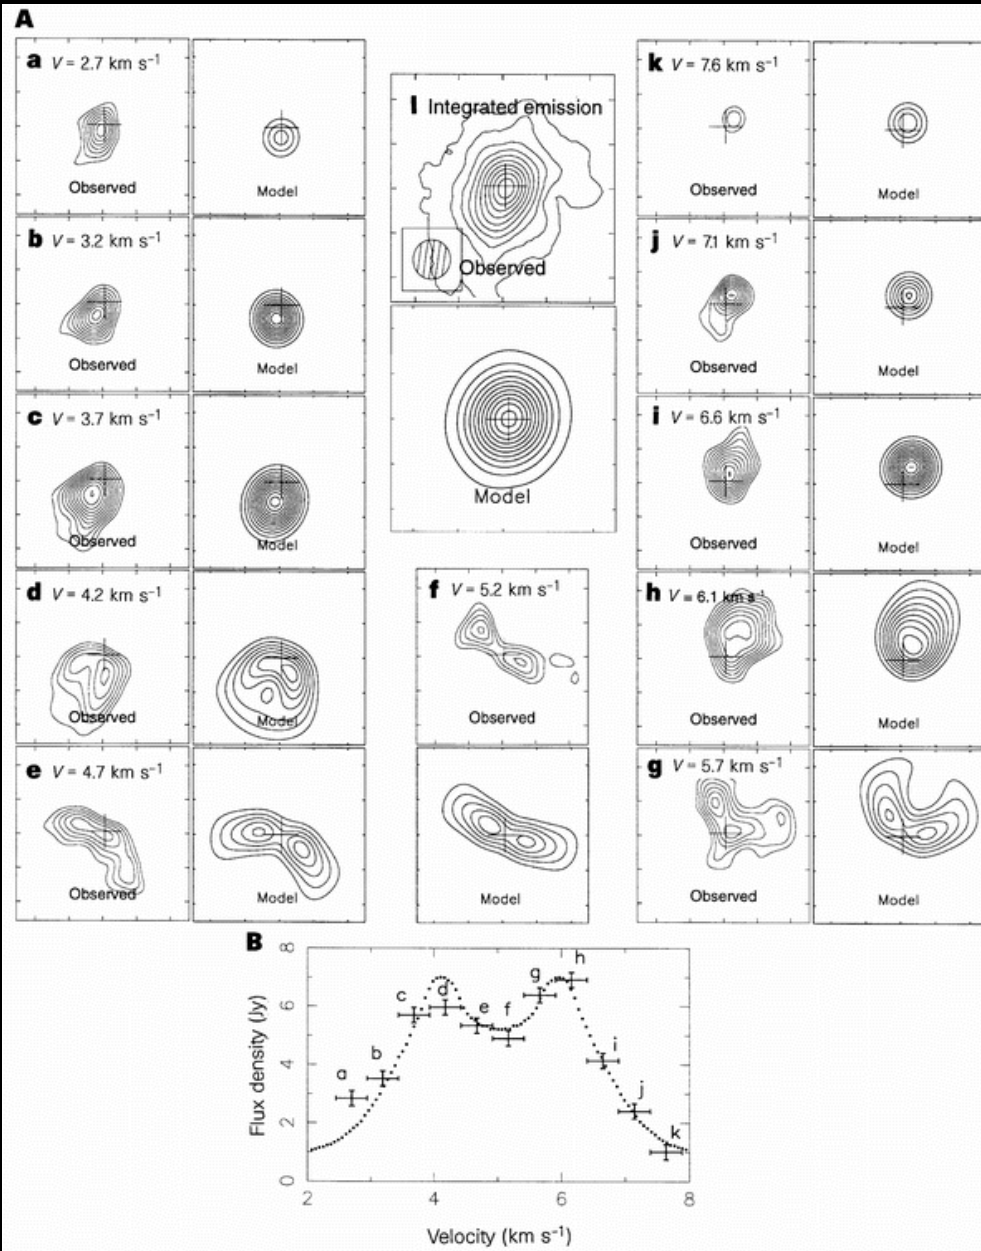 A
a V = 2.7 km s⁻¹
Observed
Model
l Integrated emission
Observed
Model
k V = 7.6 km s⁻¹
Observed
Model
b V = 3.2 km s⁻¹
Observed
Model
j V = 7.1 km s⁻¹
Observed
Model
c V = 3.7 km s⁻¹
Observed
Model
i V = 6.6 km s⁻¹
Observed
Model
d V = 4.2 km s⁻¹
Observed
Model
f V = 5.2 km s⁻¹
Observed
Model
h V = 6.1 km s⁻¹
Observed
Model
e V = 4.7 km s⁻¹
Observed
Model
g V = 5.7 km s⁻¹
Observed
Model
B
Flux density (Jy)
8
6
4
2
0
a
b
c
d
e
f
g
h
i
j
k
2 4 6 8
Velocity (km s⁻¹)